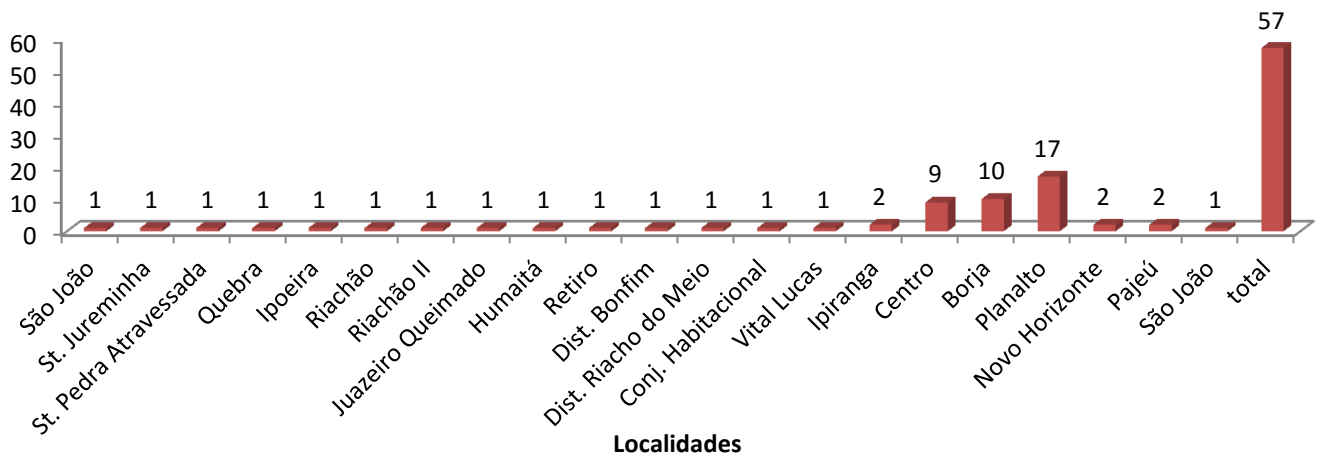 57
60
50
40
30
20
10
0
1 1 1 1 1 1 1 1 1 1 1 1 1 1 2 9 10 17 2 2 1
São João
St. Jureminha
St. Pedra Atravessada
Quebra
Ipoeira
Riachão
Riachão II
Juazeiro Queimado
Humaitá
Retiro
Dist. Bonfim
Dist. Riacho do Meio
Conj. Habitacional
Vital Lucas
Ipiranga
Centro
Borja
Planalto
Novo Horizonte
Pajeú
São João
total
Localidades